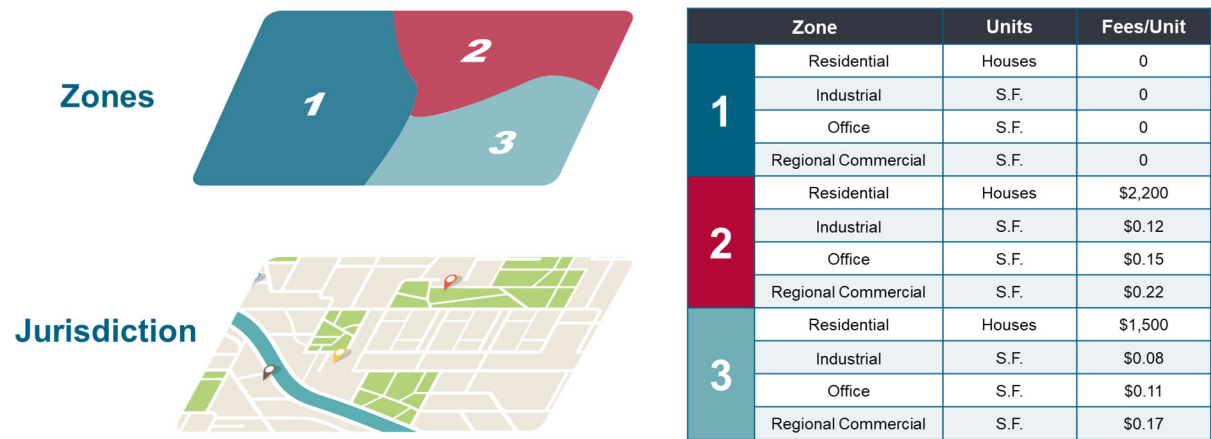 Zones
1
2
3
Jurisdiction
Zone Units Fees/Unit
1
Residential Houses 0
Industrial S.F. 0
Office S.F. 0
Regional Commercial S.F. 0
2
Residential Houses $2,200
Industrial S.F. $0.12
Office S.F. $0.15
Regional Commercial S.F. $0.22
3
Residential Houses $1,500
Industrial S.F. $0.08
Office S.F. $0.11
Regional Commercial S.F. $0.17